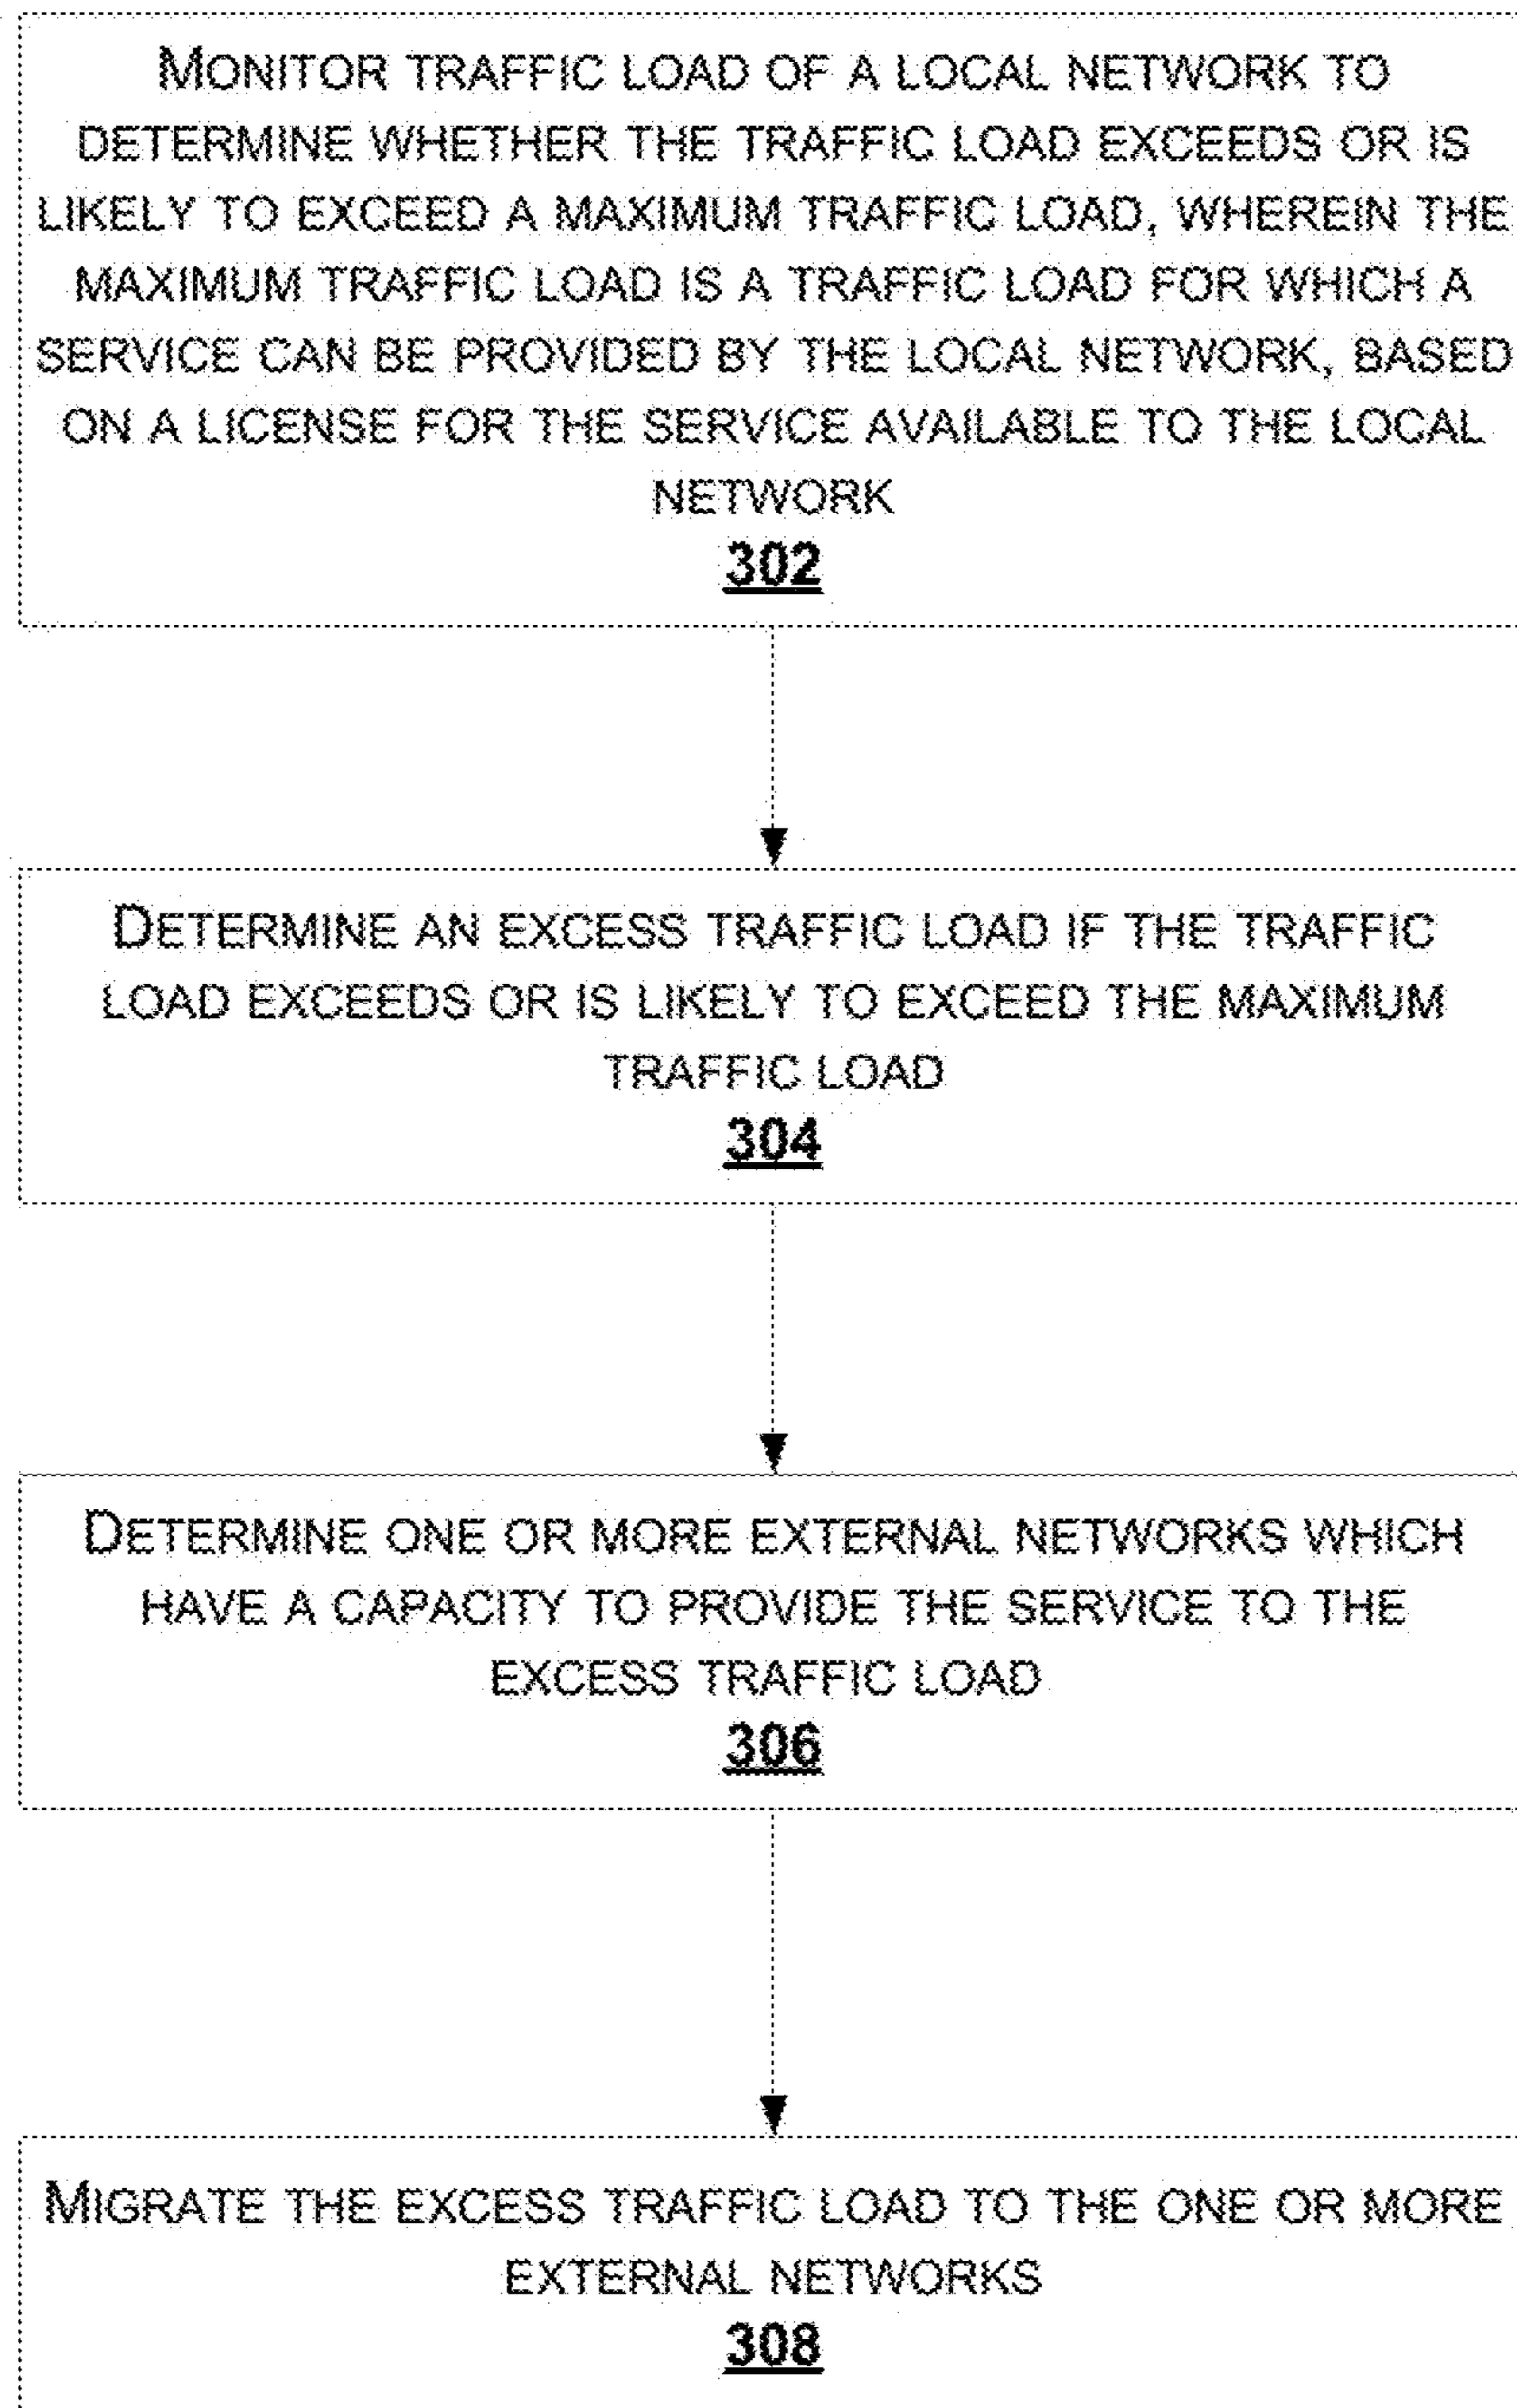 MONITOR TRAFFIC LOAD OF A LOCAL NETWORK TO
DETERMINE WHETHER THE TRAFFIC LOAD EXCEEDS OR IS
LIKELY TO EXCEED A MAXIMUM TRAFFIC LOAD, WHEREIN THE
MAXIMUM TRAFFIC LOAD IS A TRAFFIC LOAD FOR WHICH A
SERVICE CAN BE PROVIDED BY THE LOCAL NETWORK, BASED
ON A LICENSE FOR THE SERVICE AVAILABLE TO THE LOCAL
NETWORK
302
DETERMINE AN EXCESS TRAFFIC LOAD IF THE TRAFFIC
LOAD EXCEEDS OR IS LIKELY TO EXCEED THE MAXIMUM
TRAFFIC LOAD
304
DETERMINE ONE OR MORE EXTERNAL NETWORKS WHICH
HAVE A CAPACITY TO PROVIDE THE SERVICE TO THE
EXCESS TRAFFIC LOAD
306
MIGRATE THE EXCESS TRAFFIC LOAD TO THE ONE OR MORE
EXTERNAL NETWORKS
308